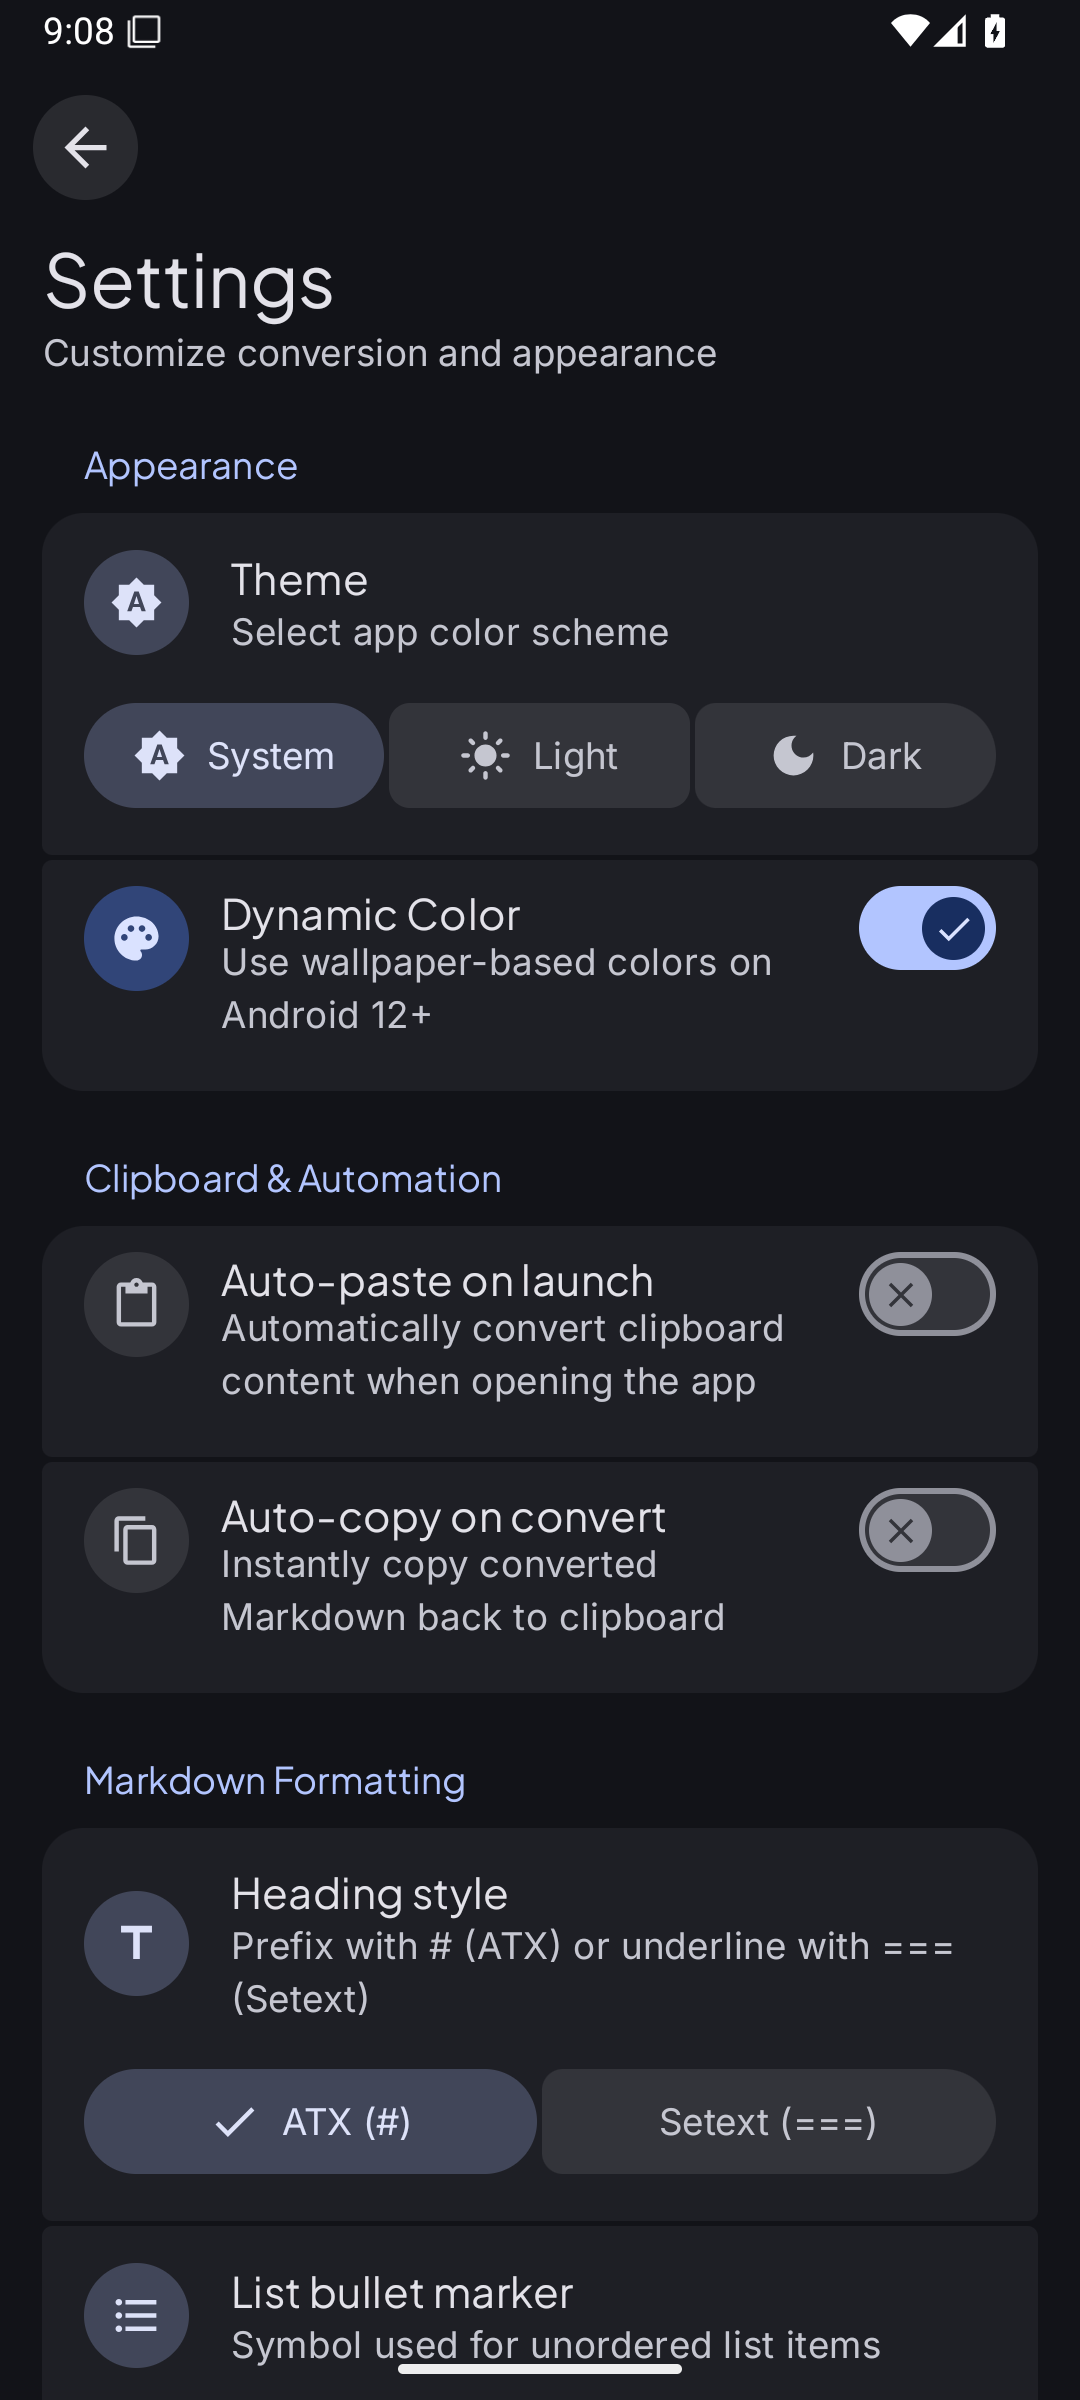 9:08
Settings
Customize conversion and appearance
Appearance
Theme
Select app color scheme
System
Light
Dark
Dynamic Color
Use wallpaper-based colors on
Android 12+
Clipboard & Automation
Auto-paste on launch
Automatically convert clipboard
content when opening the app
Auto-copy on convert
Instantly copy converted
Markdown back to clipboard
Markdown Formatting
Heading style
Prefix with # (ATX) or underline with ===
(Setext)
ATX (#)
Setext (===)
List bullet marker
Symbol used for unordered list items